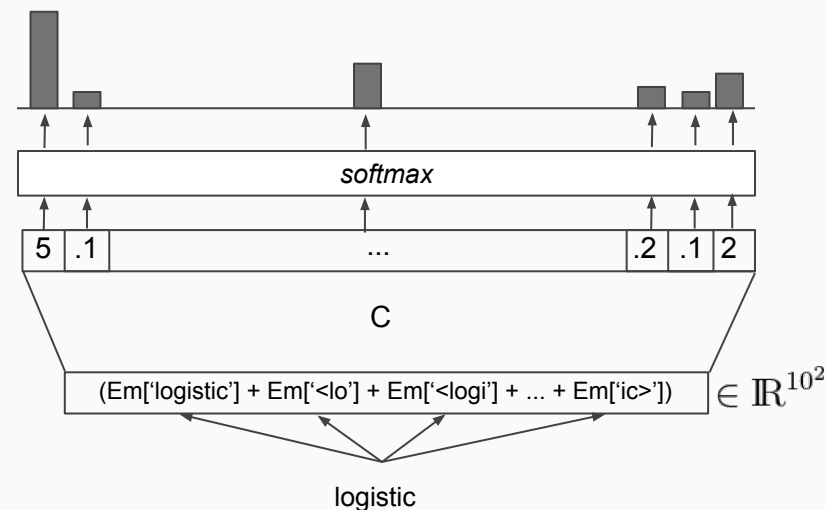 softmax
5 .1 ... .2 .1 2
C
(Em[‘logistic’] + Em[‘<lo’] + Em[‘<logi’] + ... + Em[‘ic>’]) ∈ ℝ^10^2
logistic